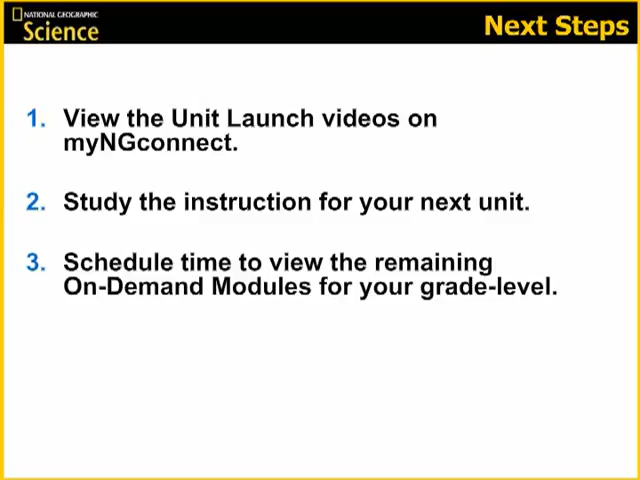 NATIONAL GEOGRAPHIC
Science
Next Steps
1. View the Unit Launch videos on
myNGconnect.
2. Study the instruction for your next unit.
3. Schedule time to view the remaining
On-Demand Modules for your grade-level.